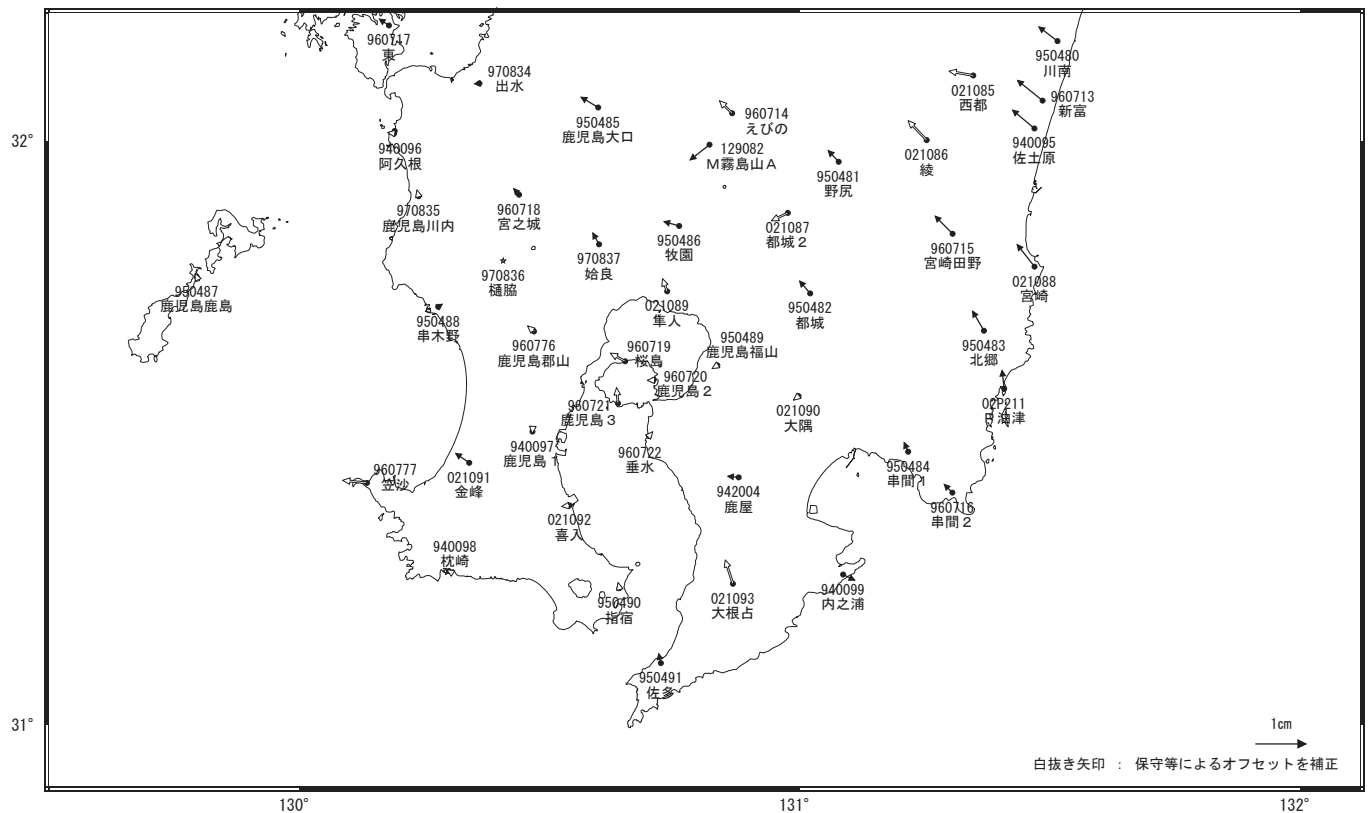 960717
東
970834
出水
950480
川南
021085
西都
960713
新富
950485
鹿児島大口
960714
えびの
129082
M霧島山A
940095
佐土原
32°
940096
阿久根
021086
綾
950481
野尻
970835
鹿児島川内
960718
宮之城
021087
都城2
950486
牧園
960715
宮崎田野
970837
姶良
970836
樋脇
021088
宮崎
950487
鹿児島鹿島
021089
隼人
950482
都城
950488
串木野
950483
北郷
960776
鹿児島郡山
960719
桜島
950489
鹿児島福山
960720
鹿児島2
960721
鹿児島3
021090
大隅
02P211
P油津
940097
鹿児島1
960722
垂水
950484
串間1
960777
笠沙
021091
金峰
942004
鹿屋
960716
串間2
021092
喜入
940098
枕崎
950490
指宿
021093
大根占
940099
内之浦
950491
佐多
31°
1cm
白抜き矢印 : 保守等によるオフセットを補正
130°
131°
132°